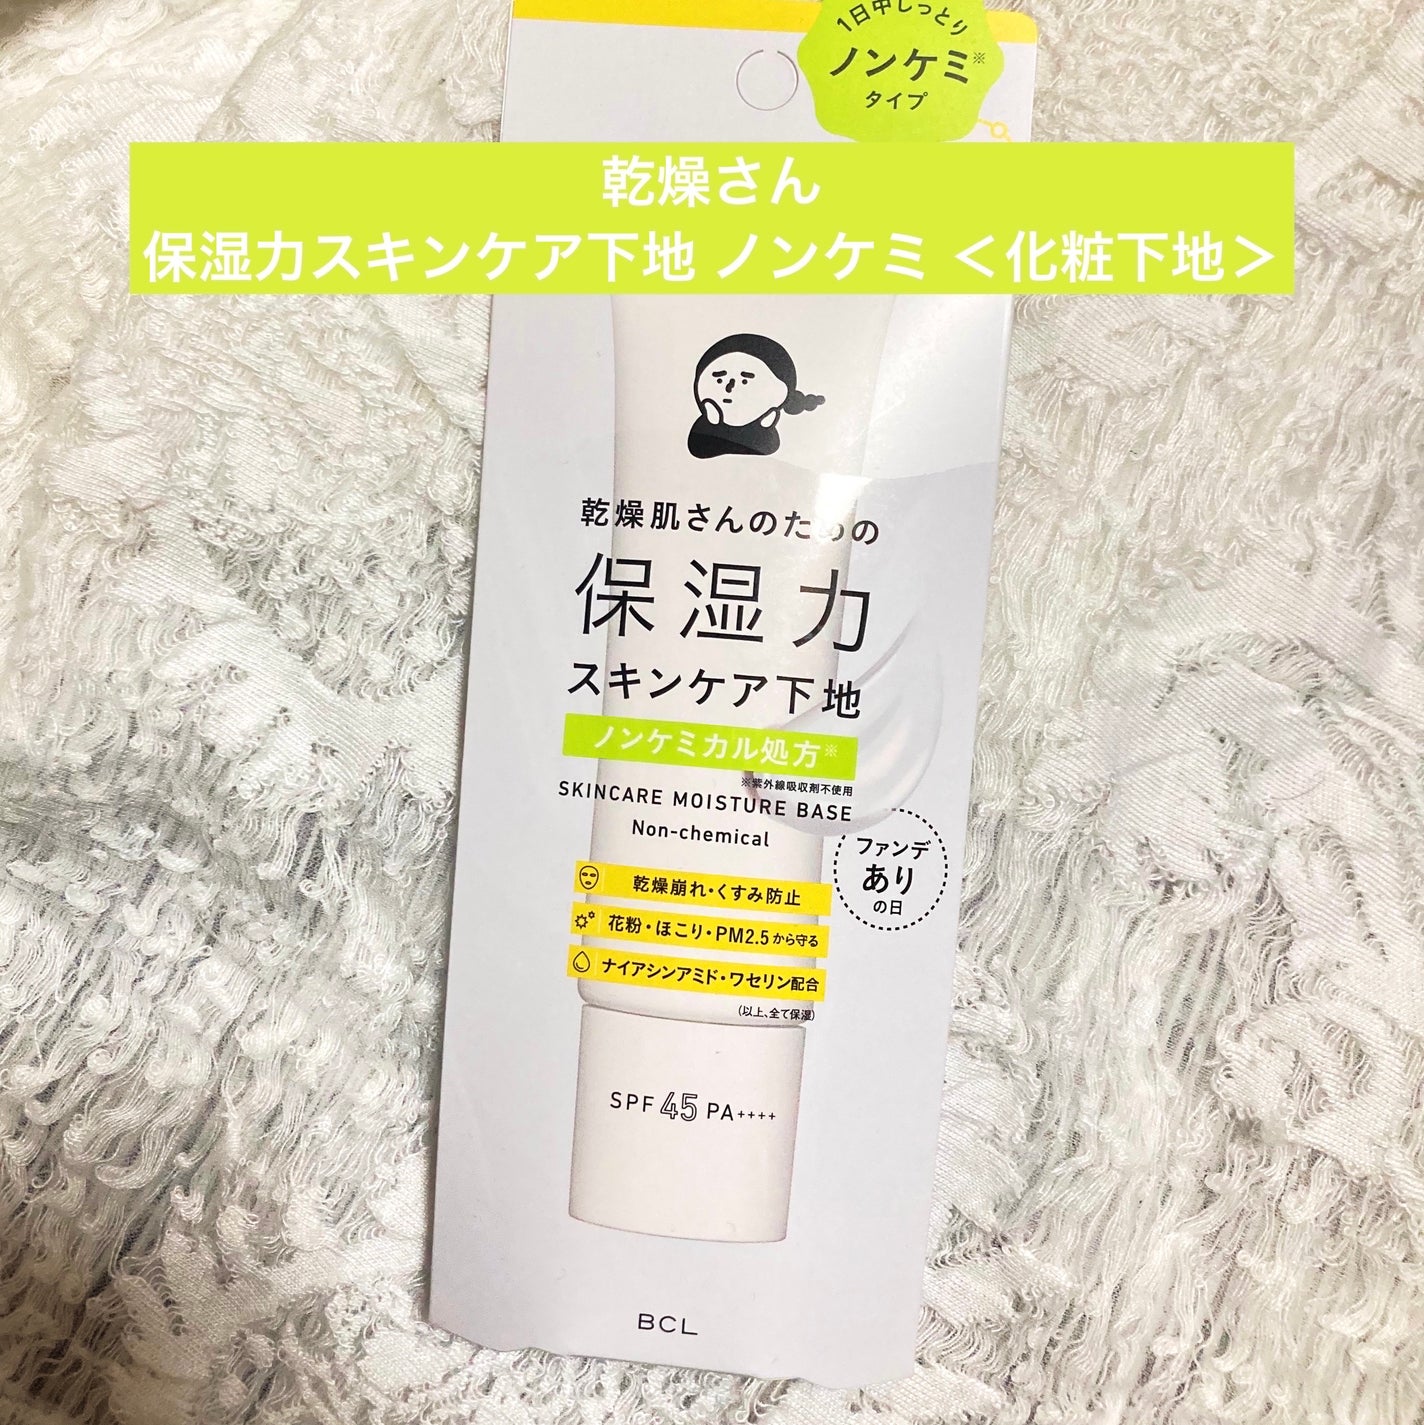 1日中しっとり
ノンケミ※
タイプ
乾燥さん
保湿力スキンケア下地 ノンケミ <化粧下地>
乾燥肌さんのための
保湿力
スキンケア下地
ノンケミカル処方※
※紫外線吸収剤不使用
SKINCARE MOISTURE BASE
Non-chemical
ファンデ
あり
の日
乾燥崩れ・くすみ防止
花粉・ほこり・PM2.5から守る
ナイアシンアミド・ワセリン配合
(以上、全て保湿)
SPF 45 PA++++
BCL